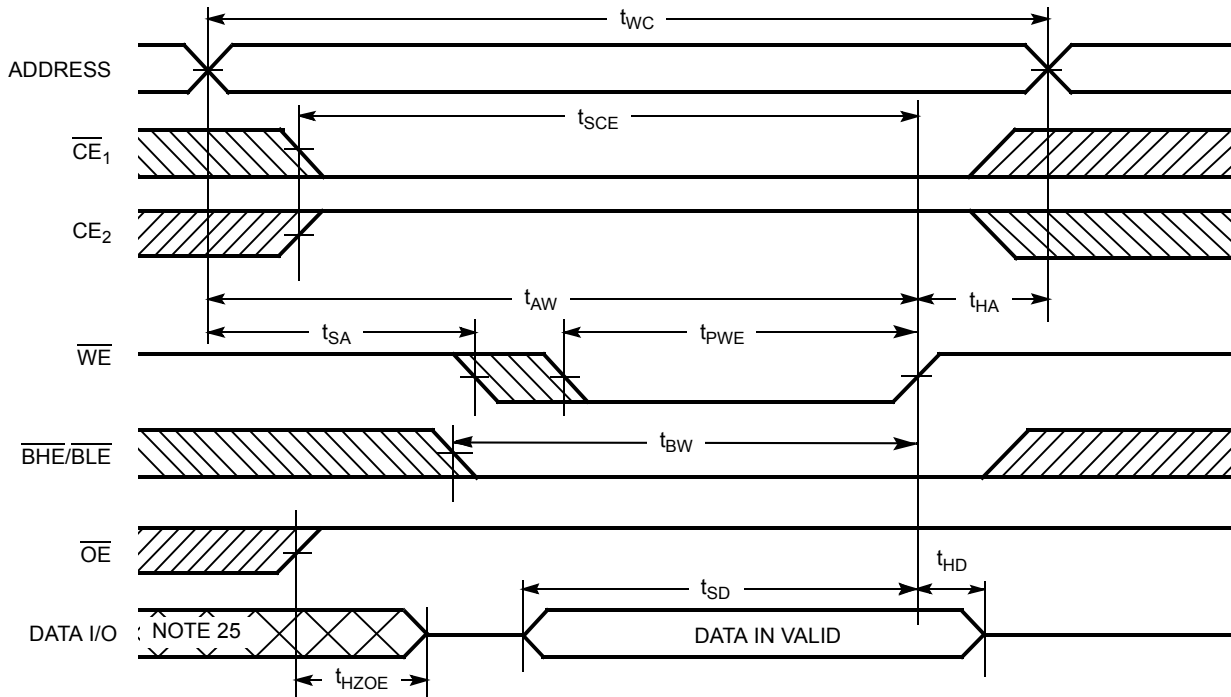 tWC
ADDRESS
tSCE
CE1
CE2
tAW
tHA
tSA
tPWE
WE
tBW
BHE/BLE
OE
tHD
tSD
DATA I/O
NOTE 25
DATA IN VALID
tHZOE